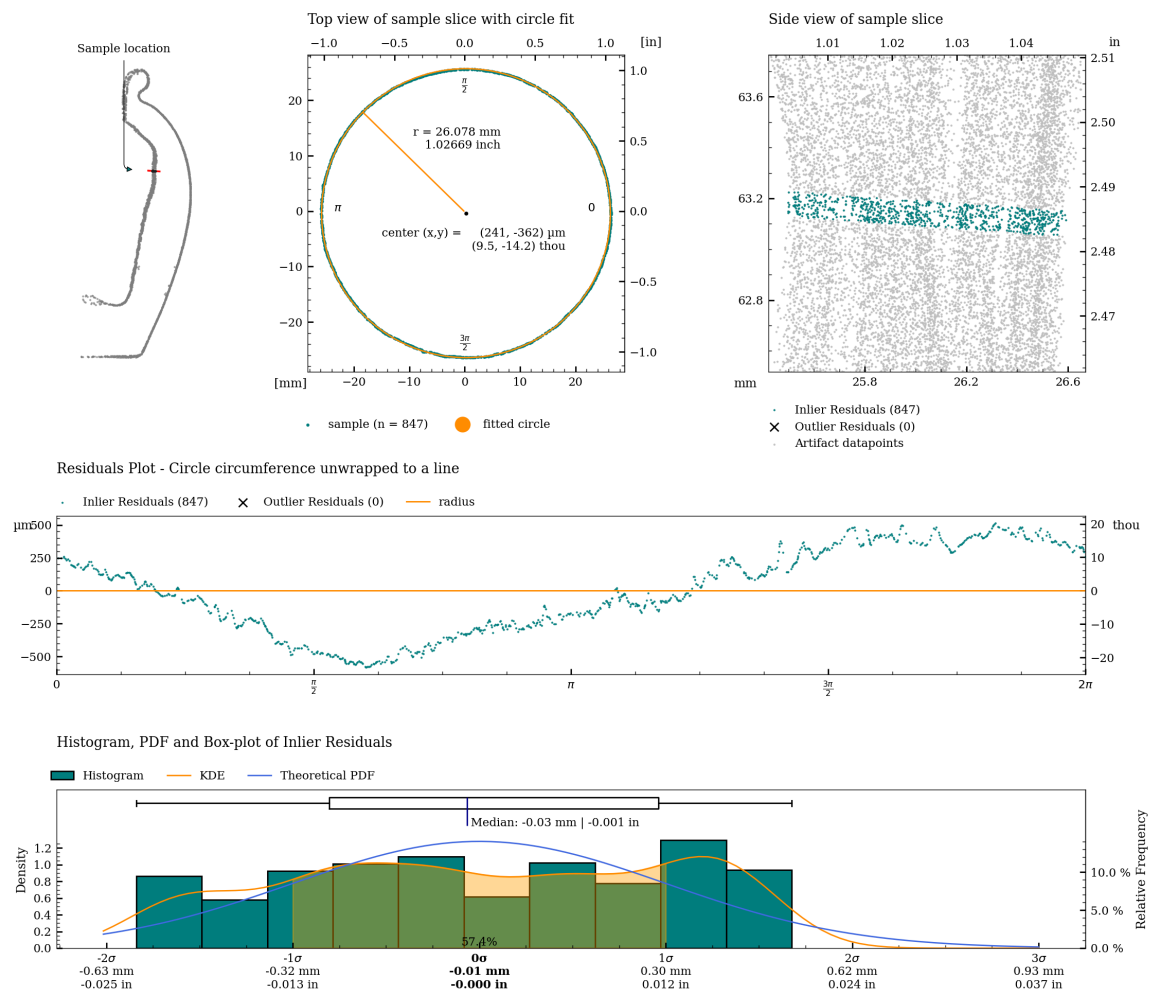 Sample location
Top view of sample slice with circle fit
−1.0 −0.5 0.0 0.5 1.0 [in]
20
10
0
−10
−20
[mm]
−20 −10 0 10 20
1.0
0.5
0.0
−0.5
−1.0
π/2
π
0
3π/2
r = 26.078 mm
1.02669 inch
center (x,y) = (241, -362) µm
(9.5, -14.2) thou
sample (n = 847) fitted circle
Side view of sample slice
1.01 1.02 1.03 1.04 in
63.6
63.2
62.8
mm
25.8 26.2 26.6
2.51
2.50
2.49
2.48
2.47
Inlier Residuals (847)
Outlier Residuals (0)
Artifact datapoints
Residuals Plot - Circle circumference unwrapped to a line
Inlier Residuals (847) Outlier Residuals (0) radius
µm
500
250
0
−250
−500
20 thou
10
0
−10
−20
0 π/2 π 3π/2 2π
Histogram, PDF and Box-plot of Inlier Residuals
Histogram KDE Theoretical PDF
Median: -0.03 mm | -0.001 in
Density
1.2
1.0
0.8
0.6
0.4
0.2
0.0
57.4%
10.0 %
5.0 %
0.0 %
Relative Frequency
-2σ -1σ 0σ 1σ 2σ 3σ
-0.63 mm -0.32 mm -0.01 mm 0.30 mm 0.62 mm 0.93 mm
-0.025 in -0.013 in -0.000 in 0.012 in 0.024 in 0.037 in